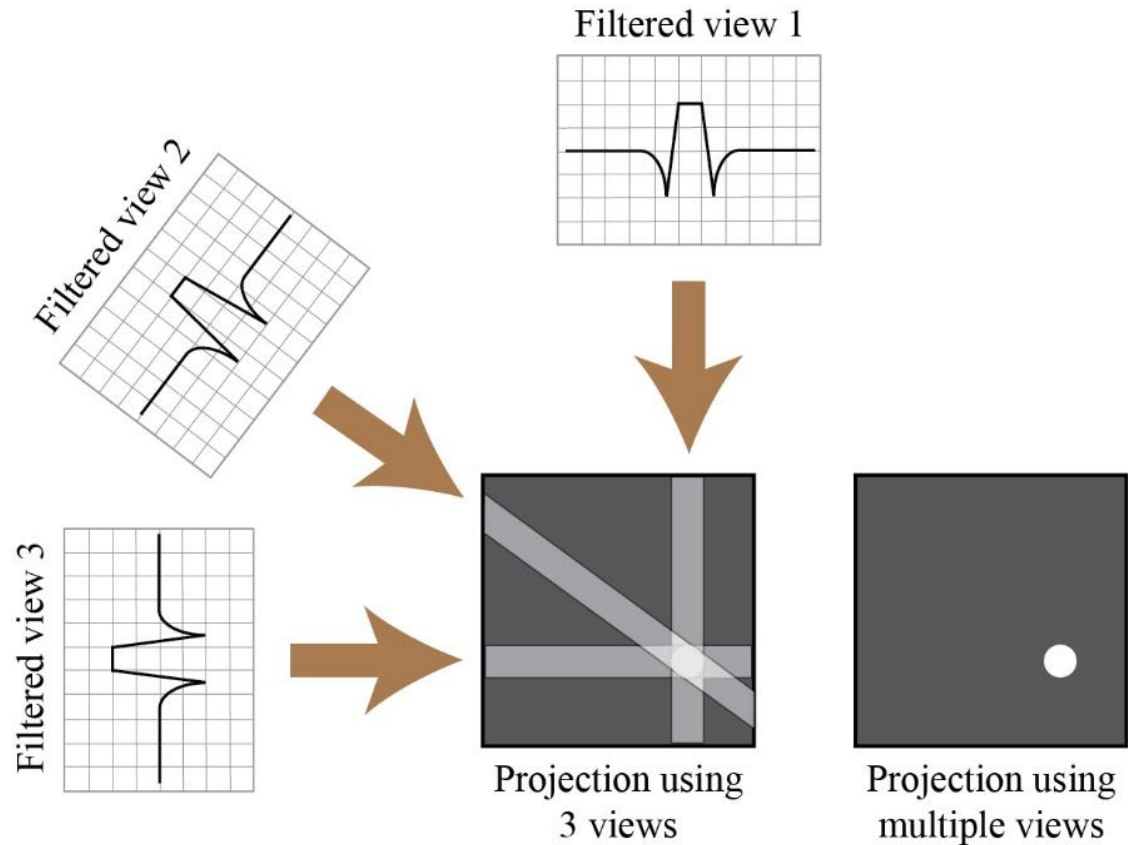 Filtered view 1
Filtered view 2
Filtered view 3
Projection using
3 views
Projection using
multiple views